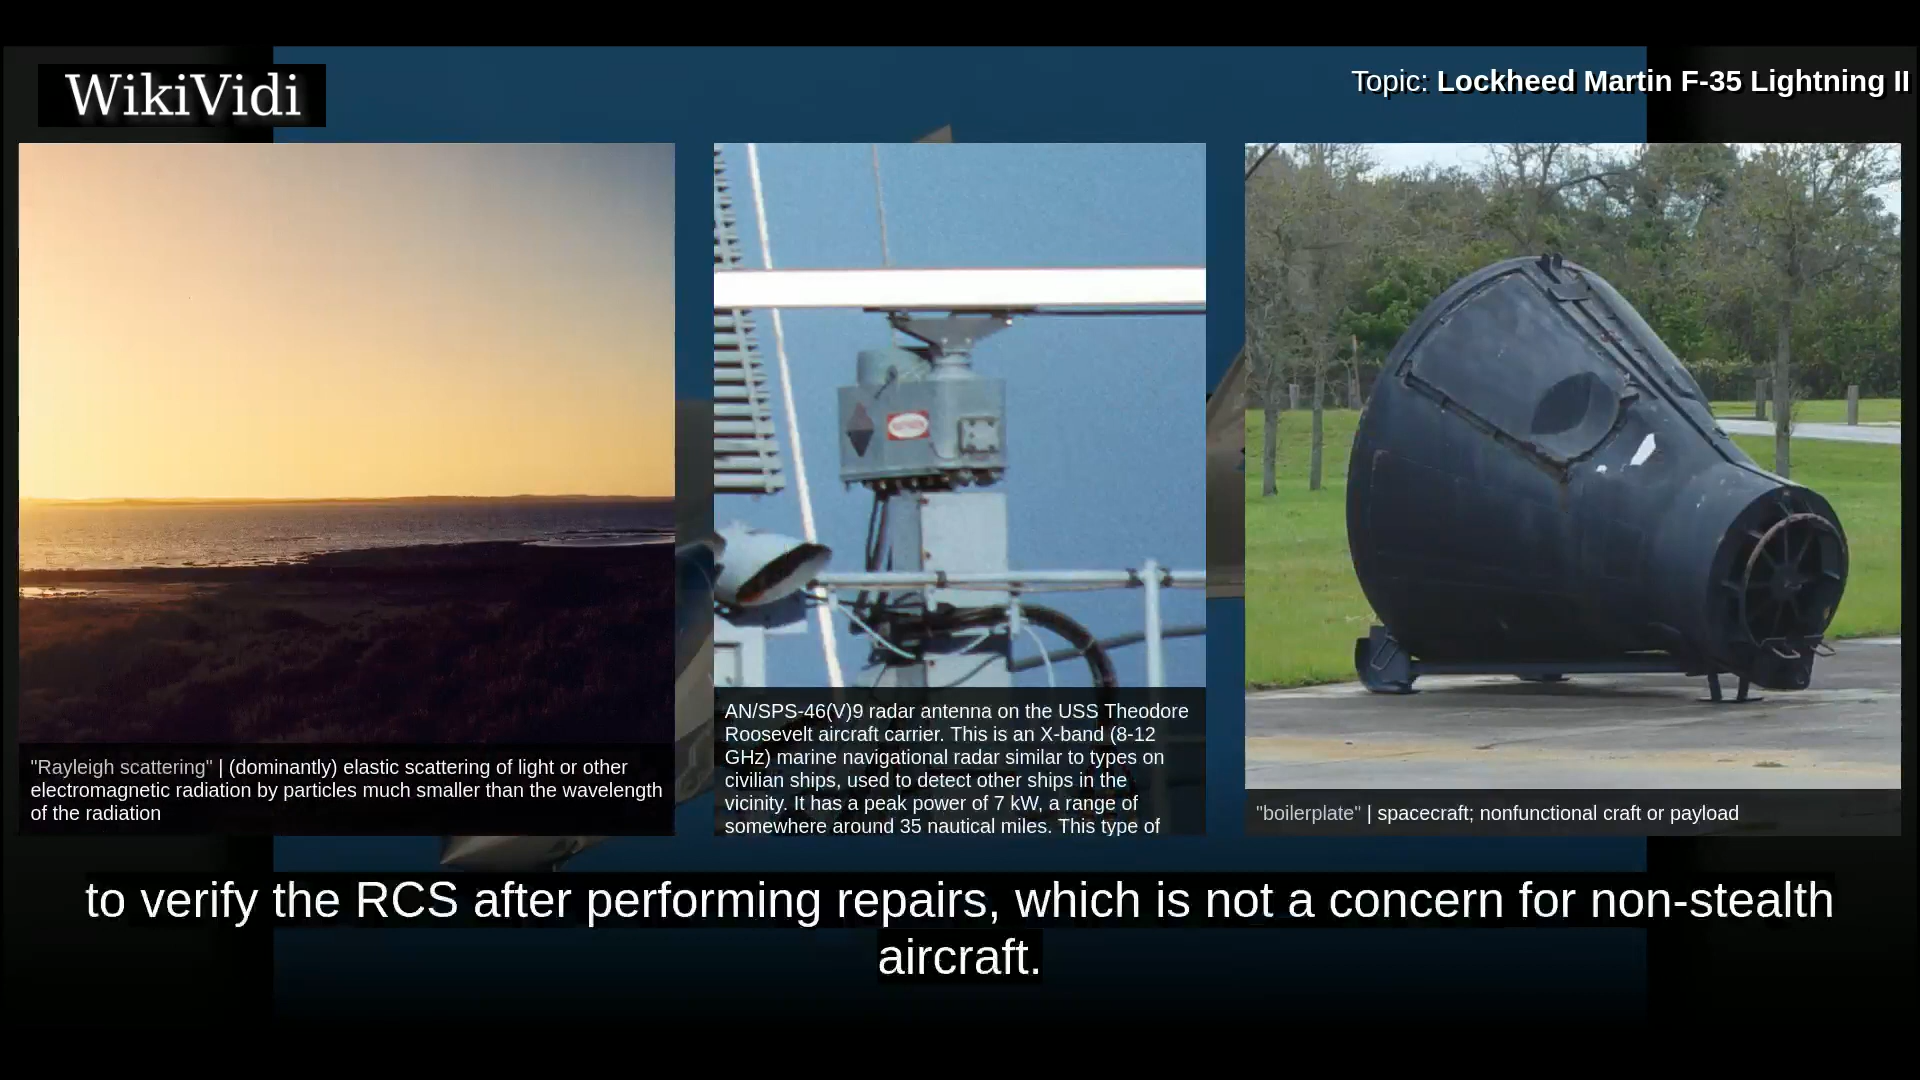 WikiVidi
Topic: Lockheed Martin F-35 Lightning II
"Rayleigh scattering" | (dominantly) elastic scattering of light or other
electromagnetic radiation by particles much smaller than the wavelength
of the radiation
AN/SPS-46(V)9 radar antenna on the USS Theodore
Roosevelt aircraft carrier. This is an X-band (8-12
GHz) marine navigational radar similar to types on
civilian ships, used to detect other ships in the
vicinity. It has a peak power of 7 kW, a range of
somewhere around 35 nautical miles. This type of
"boilerplate" | spacecraft; nonfunctional craft or payload
to verify the RCS after performing repairs, which is not a concern for non-stealth
aircraft.